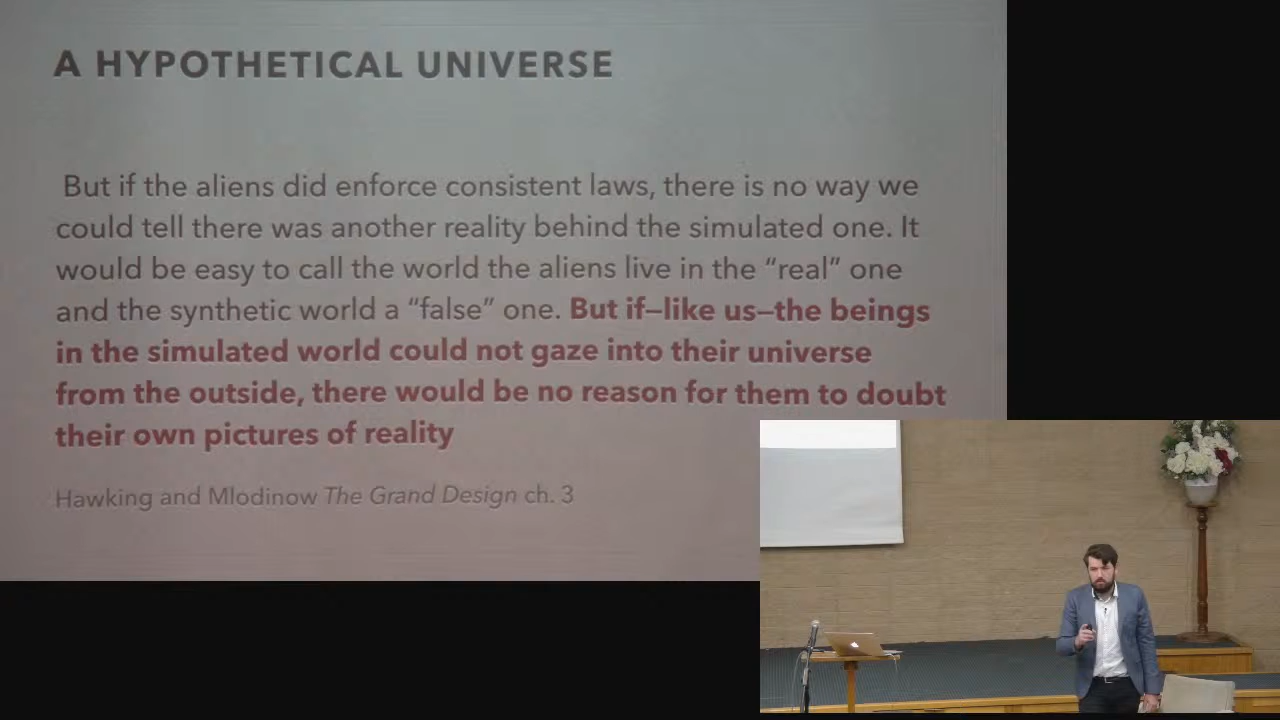 A HYPOTHETICAL UNIVERSE
But if the aliens did enforce consistent laws, there is no way we
could tell there was another reality behind the simulated one. It
would be easy to call the world the aliens live in the “real” one
and the synthetic world a “false” one. But if—like us—the beings
in the simulated world could not gaze into their universe
from the outside, there would be no reason for them to doubt
their own pictures of reality
Hawking and Mlodinow The Grand Design ch. 3